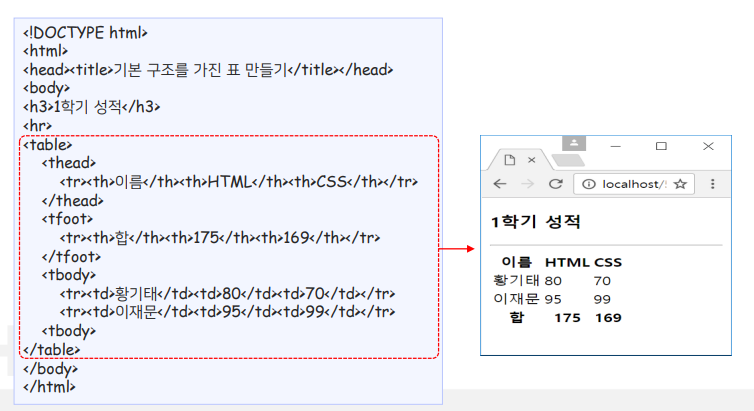 <!DOCTYPE html>
<html>
<head><title>기본 구조를 가진 표 만들기</title></head>
<body>
<h3>1학기 성적</h3>
<hr>
<table>
<thead>
<tr><th>이름</th><th>HTML</th><th>CSS</th></tr>
</thead>
<tfoot>
<tr><th>합</th><th>175</th><th>169</th></tr>
</tfoot>
<tbody>
<tr><td>황기태</td><td>80</td><td>70</td></tr>
<tr><td>이재문</td><td>95</td><td>99</td></tr>
<tbody>
</table>
</body>
</html>
localhost/
1학기 성적
이름 HTML CSS
황기태 80 70
이재문 95 99
합 175 169